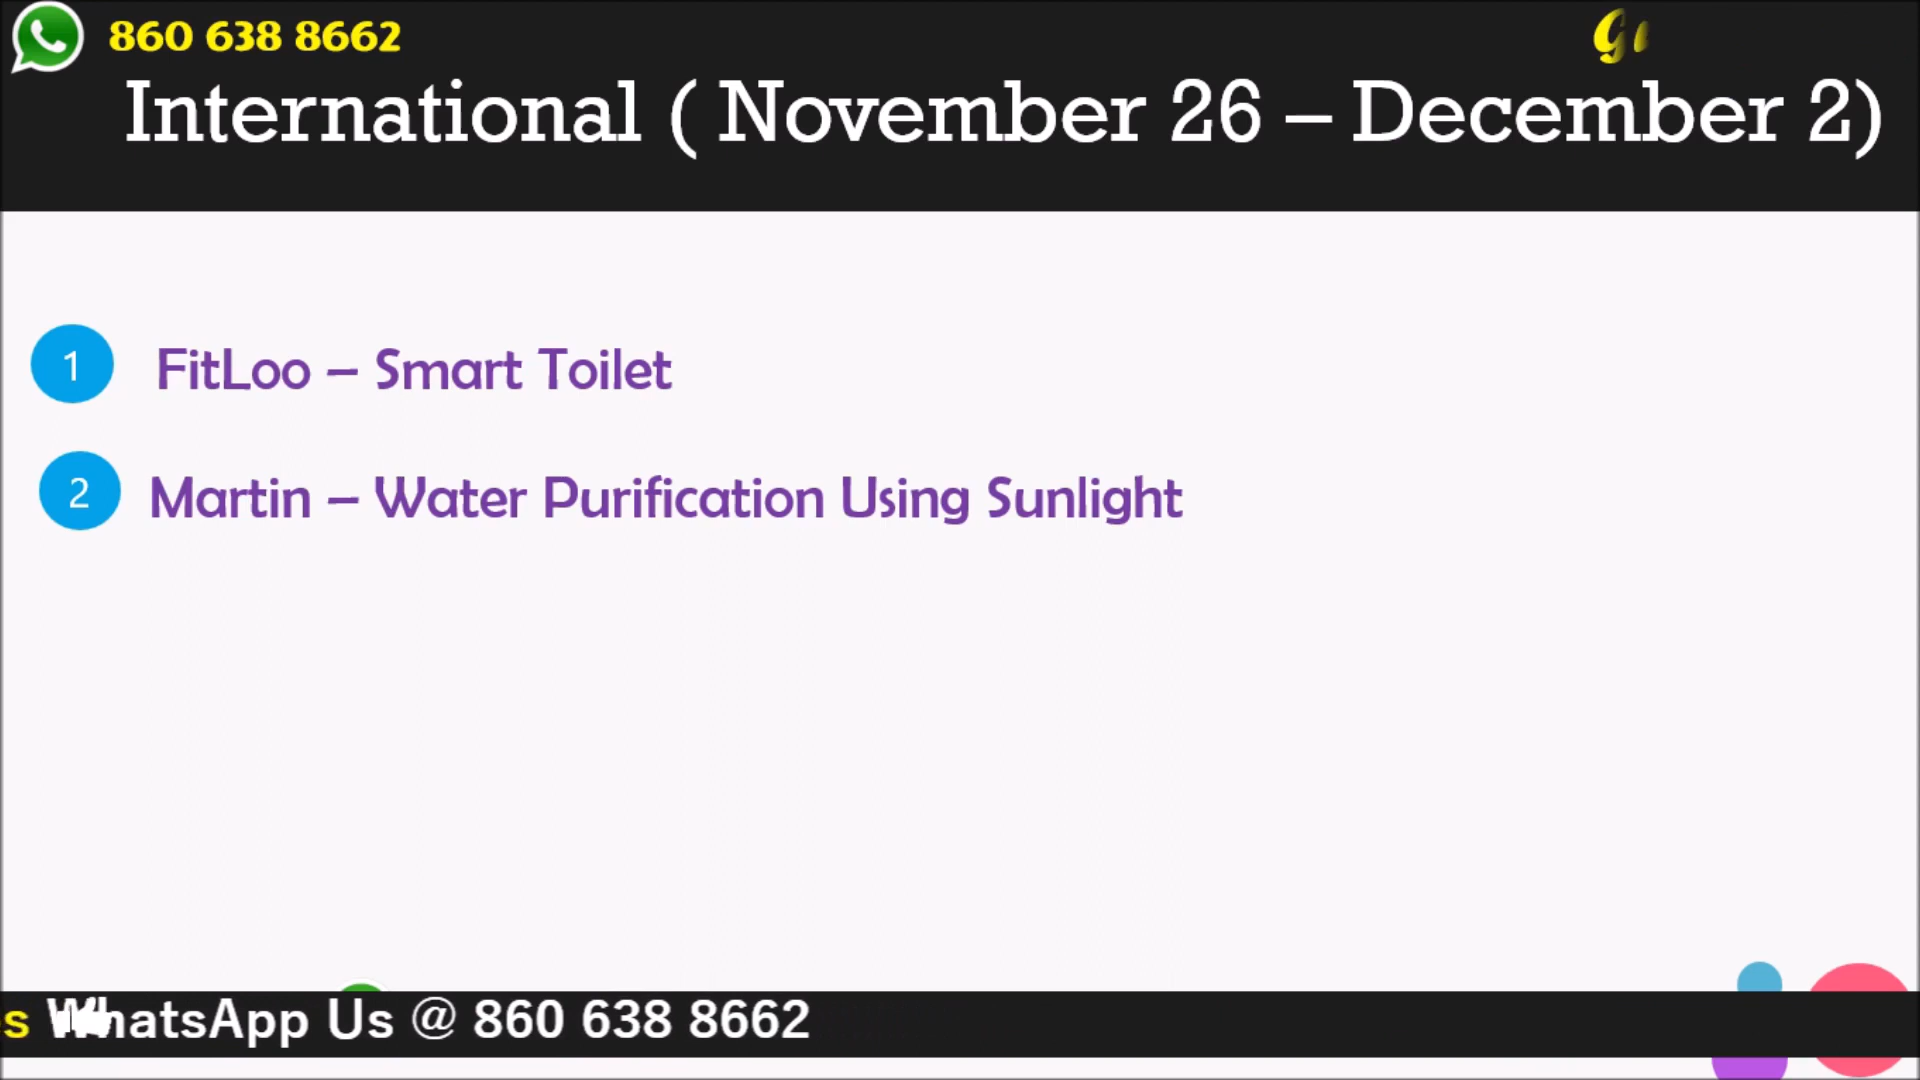 860 638 8662
International ( November 26 – December 2)
1 FitLoo – Smart Toilet
2 Martin – Water Purification Using Sunlight
WhatsApp Us @ 860 638 8662